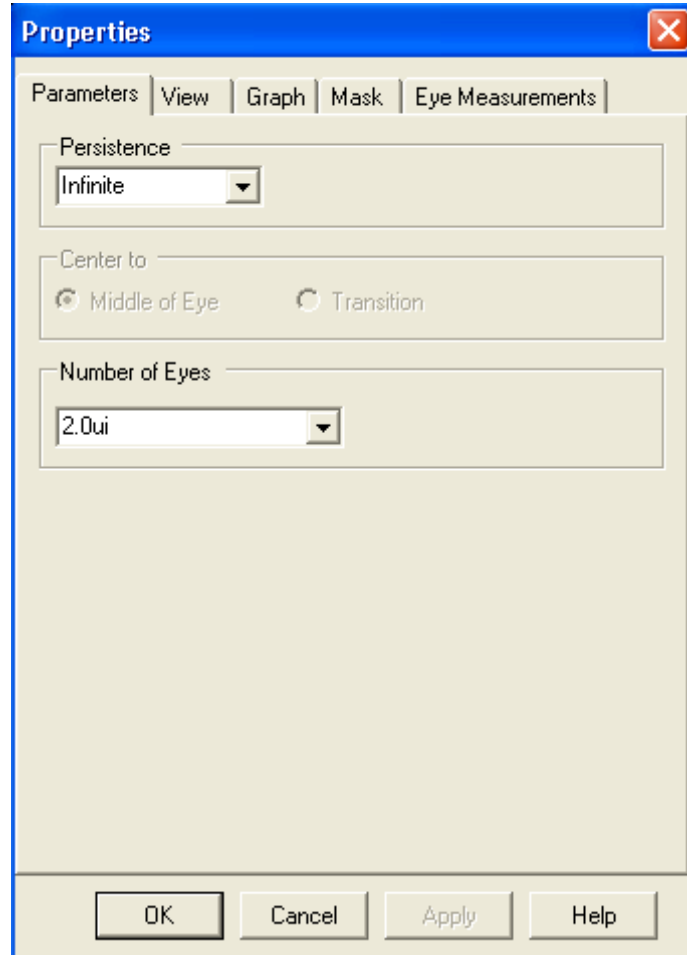 Properties
Parameters View Graph Mask Eye Measurements
Persistence
Infinite
Center to
Middle of Eye Transition
Number of Eyes
2.0ui
OK Cancel Apply Help